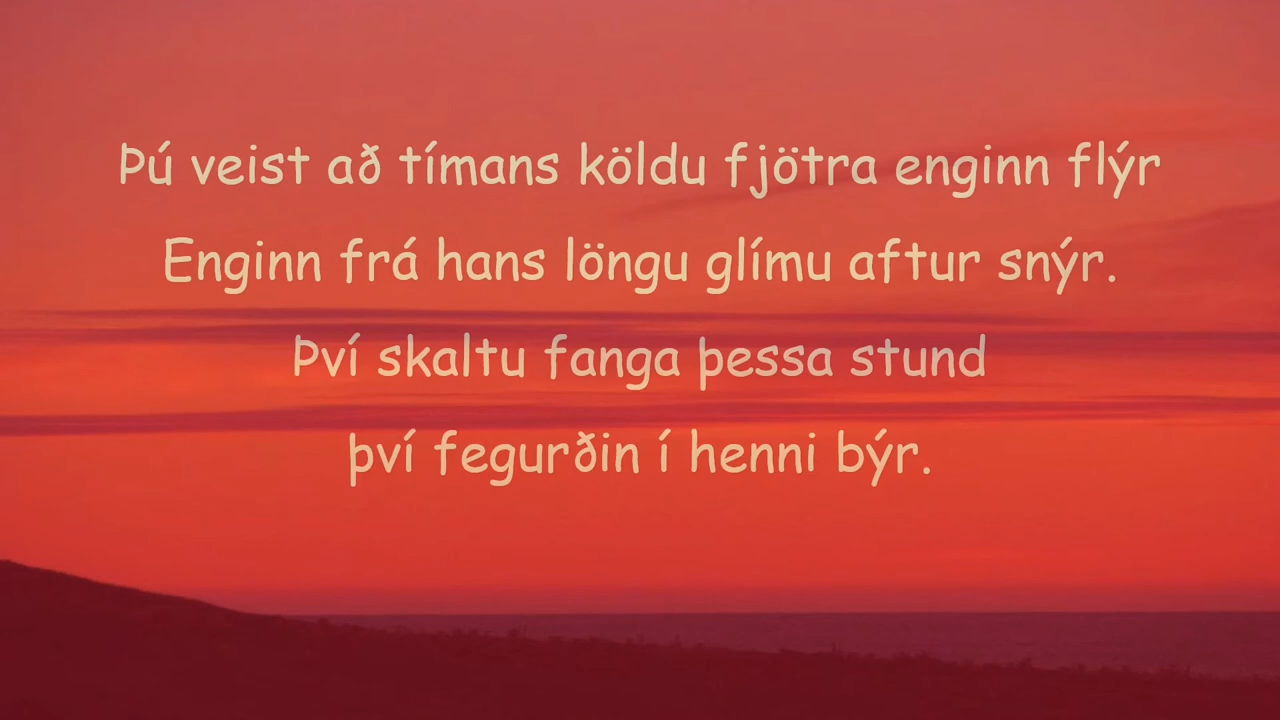 Þú veist að tímans köldu fjötra enginn flýr
Enginn frá hans löngu glímu aftur snýr.
Því skaltu fanga þessa stund
því fegurðin í henni býr.